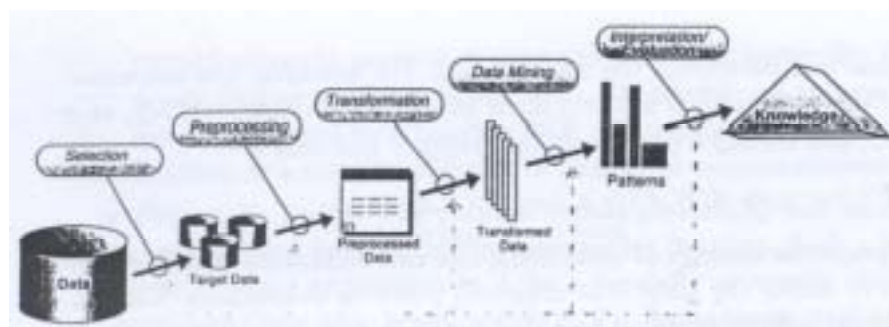 Interpretation/
Evaluation
Data Mining
Transformation
Preprocessing
Selection
Knowledge
Patterns
Transformed
Data
Preprocessed
Data
Target Data
Data